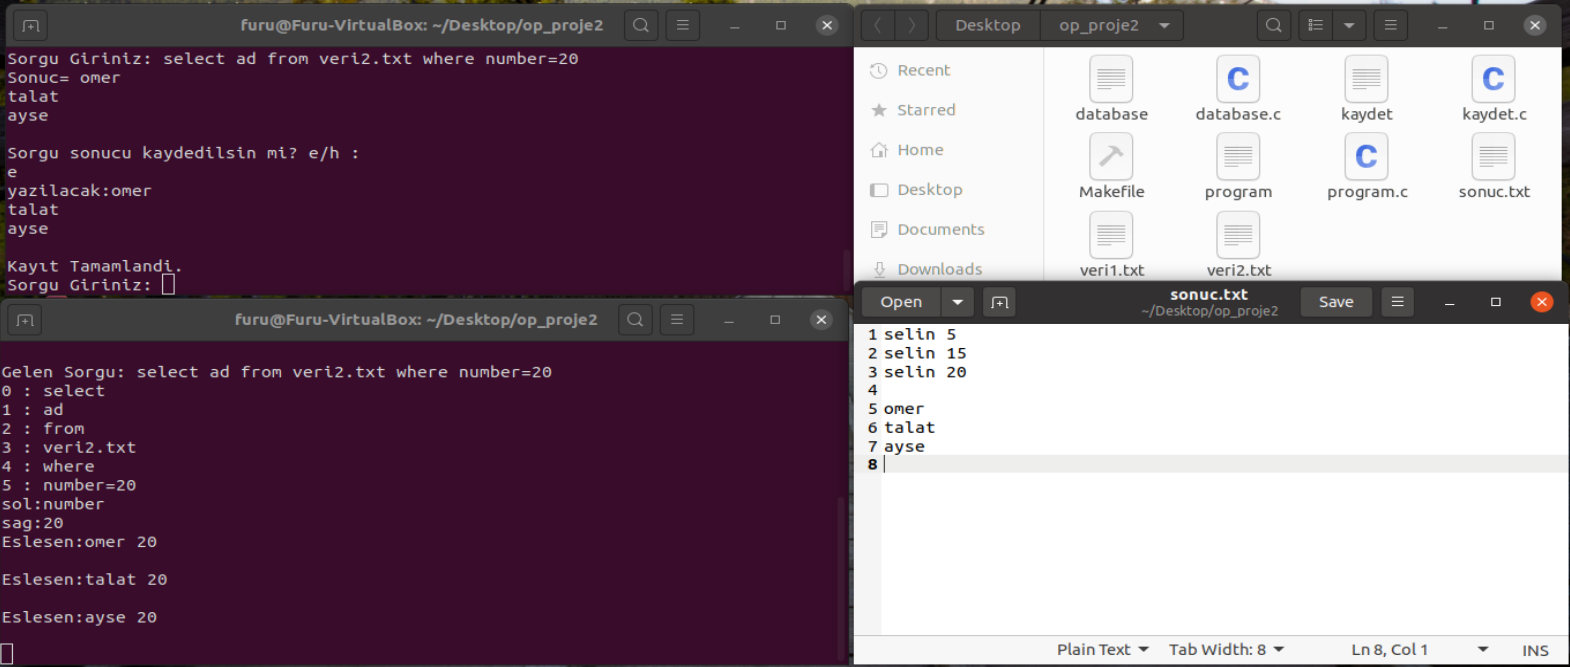 furu@Furu-VirtualBox: ~/Desktop/op_proje2
Sorgu Giriniz: select ad from veri2.txt where number=20
Sonuc= omer
talat
ayse
Sorgu sonucu kaydedilsin mi? e/h :
e
yazilacak:omer
talat
ayse
Kayıt Tamamlandi.
Sorgu Giriniz:
furu@Furu-VirtualBox: ~/Desktop/op_proje2
Gelen Sorgu: select ad from veri2.txt where number=20
0 : select
1 : ad
2 : from
3 : veri2.txt
4 : where
5 : number=20
sol:number
sag:20
Eslesen:omer 20
Eslesen:talat 20
Eslesen:ayse 20
Desktop op_proje2
Recent
Starred
Home
Desktop
Documents
Downloads
database database.c kaydet kaydet.c
Makefile program program.c sonuc.txt
veri1.txt veri2.txt
Open sonuc.txt Save
~/Desktop/op_proje2
1 selin 5
2 selin 15
3 selin 20
4
5 omer
6 talat
7 ayse
8
Plain Text Tab Width: 8 Ln 8, Col 1 INS